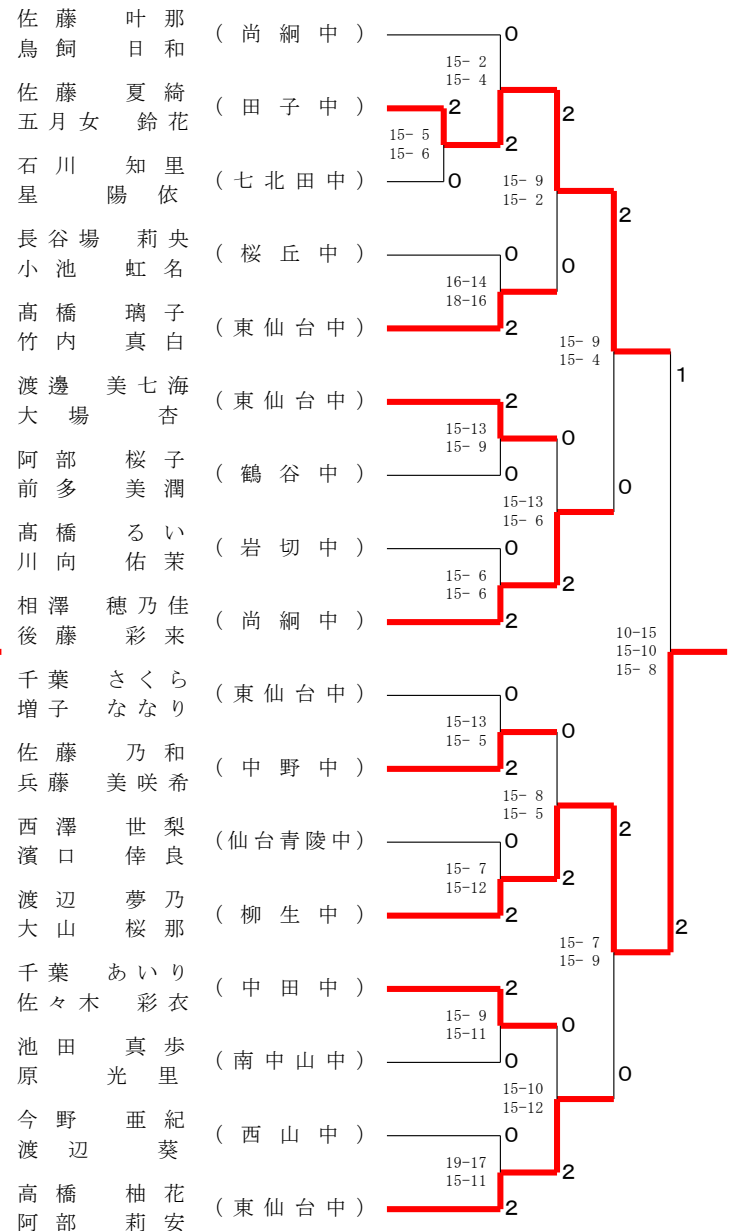 佐藤 叶那
鳥飼 日和
(尚絅中)
0
15- 2
15- 4
佐藤 夏綺
五月女 鈴花
(田子中)
2
2
2
15- 5
15- 6
石川 知里
星 陽依
(七北田中)
0
15- 9
15- 2
2
長谷場 莉央
小池 虹名
(桜丘中)
0
0
16-14
18-16
髙橋 璃子
竹内 真白
(東仙台中)
2
15- 9
15- 4
1
渡邊 美七海
大場 杏
(東仙台中)
2
15-13
15- 9
0
阿部 桜子
前多 美潤
(鶴谷中)
0
0
15-13
15- 6
髙橋 るい
川向 佑茉
(岩切中)
0
15- 6
15- 6
2
相澤 穂乃佳
後藤 彩来
(尚絅中)
2
10-15
15-10
15- 8
千葉 さくら
増子 ななり
(東仙台中)
0
15-13
15- 5
0
佐藤 乃和
兵藤 美咲希
(中野中)
2
15- 8
15- 5
2
西澤 世梨
濱口 倖良
(仙台青陵中)
0
15- 7
15-12
2
渡辺 夢乃
大山 桜那
(柳生中)
2
2
15- 7
15- 9
千葉 あいり
佐々木 彩衣
(中田中)
2
15- 9
15-11
0
池田 真歩
原 光里
(南中山中)
0
0
15-10
15-12
今野 亜紀
渡辺 葵
(西山中)
0
19-17
15-11
2
高橋 柚花
阿部 莉安
(東仙台中)
2